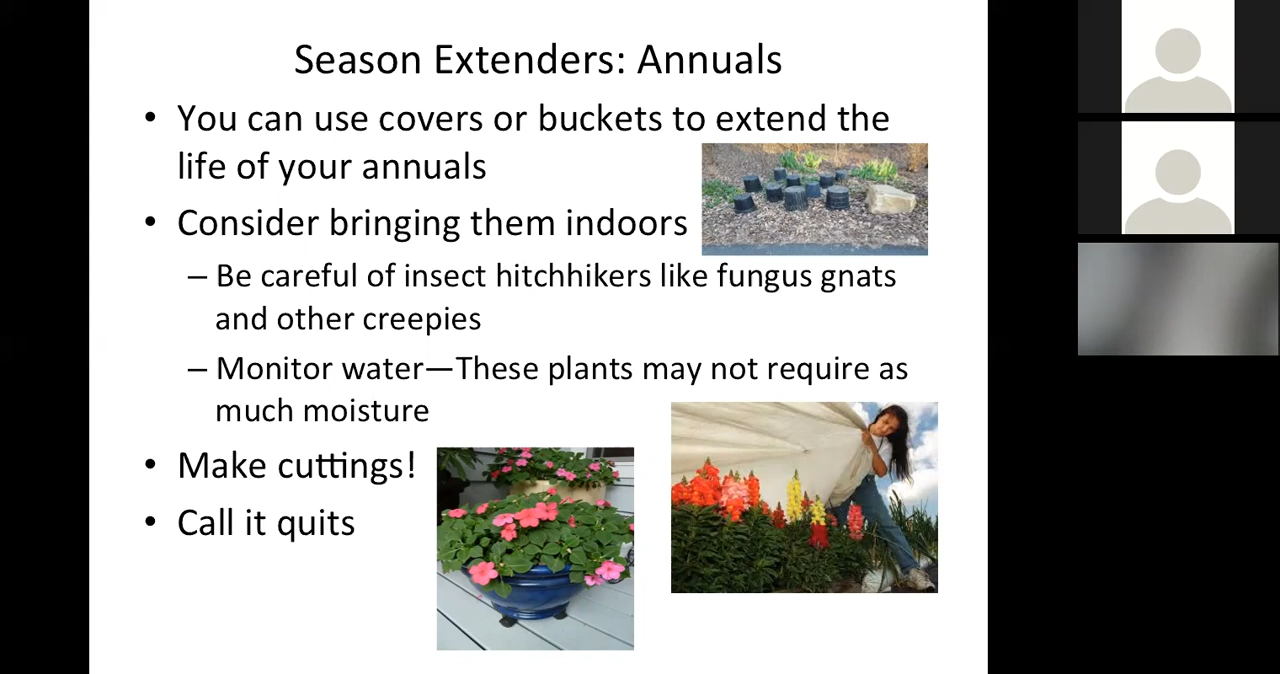 Season Extenders: Annuals
• You can use covers or buckets to extend the
life of your annuals
• Consider bringing them indoors
– Be careful of insect hitchhikers like fungus gnats
and other creepies
– Monitor water—These plants may not require as
much moisture
• Make cuttings!
• Call it quits